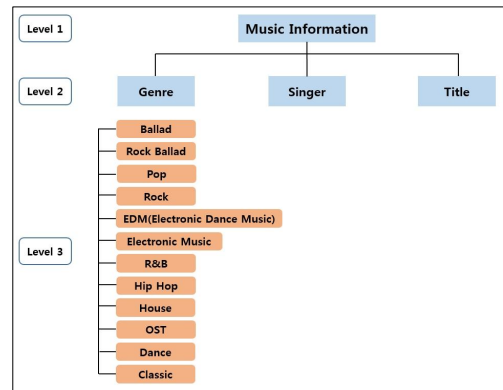 Level 1
Music Information
Level 2
Genre
Singer
Title
Level 3
Ballad
Rock Ballad
Pop
Rock
EDM(Electronic Dance Music)
Electronic Music
R&B
Hip Hop
House
OST
Dance
Classic